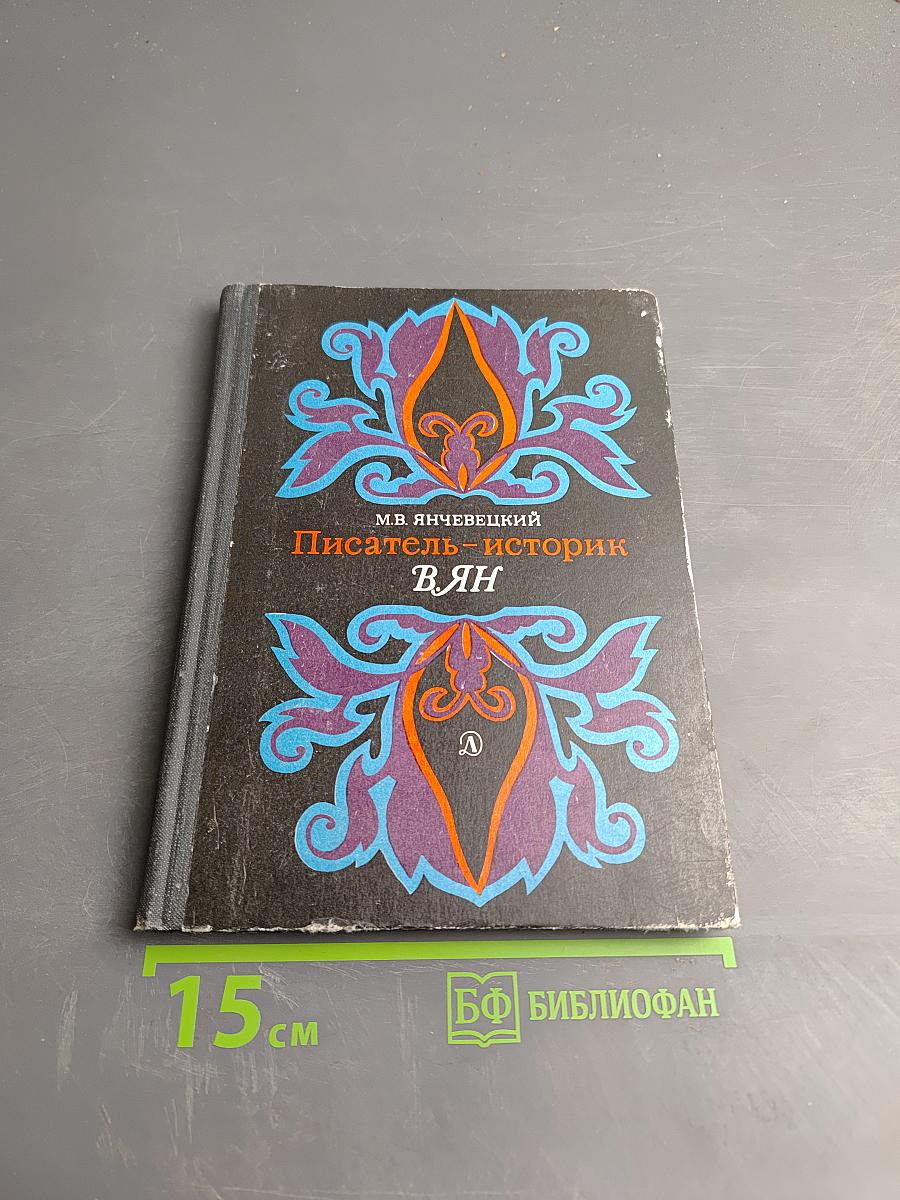 М.В. ЯНЧЕВЕЦКИЙ
Писатель-историк
В. ЯН
15 см
БФ БИБЛИОФАН